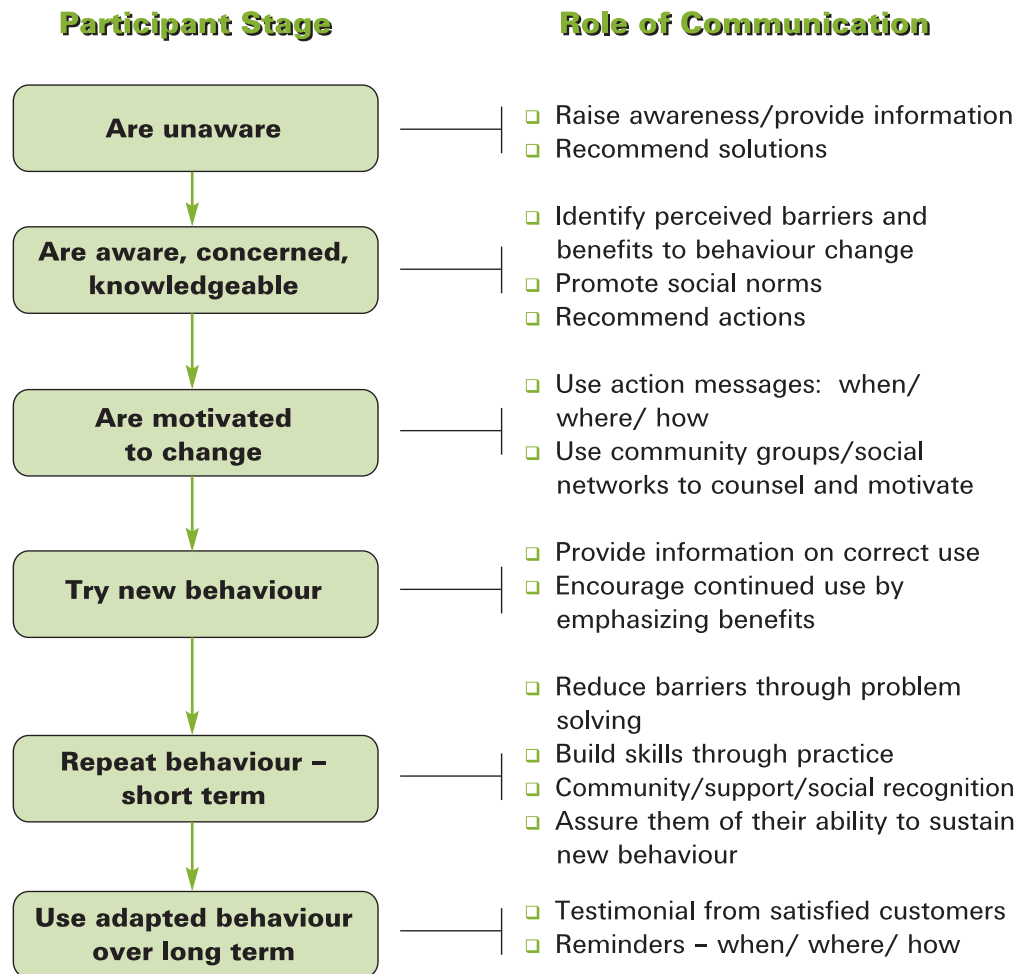 Participant Stage
Role of Communication
Are unaware
❑ Raise awareness/provide information
❑ Recommend solutions
Are aware, concerned,
knowledgeable
❑ Identify perceived barriers and
benefits to behaviour change
❑ Promote social norms
❑ Recommend actions
Are motivated
to change
❑ Use action messages: when/
where/ how
❑ Use community groups/social
networks to counsel and motivate
Try new behaviour
❑ Provide information on correct use
❑ Encourage continued use by
emphasizing benefits
Repeat behaviour –
short term
❑ Reduce barriers through problem
solving
❑ Build skills through practice
❑ Community/support/social recognition
❑ Assure them of their ability to sustain
new behaviour
Use adapted behaviour
over long term
❑ Testimonial from satisfied customers
❑ Reminders – when/ where/ how